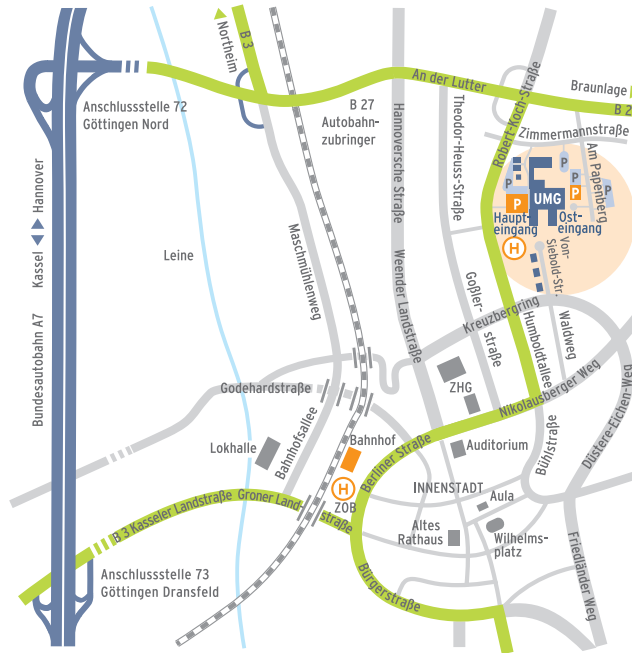 Northeim
B 3
An der Lutter
Braunlage
B 2
Anschlussstelle 72
Göttingen Nord
B 27
Autobahn-
zubringer
Hannoversche Straße
Theodor-Heuss-Straße
Robert-Koch-Straße
Zimmermannstraße
Am Papenberg
P
P
P
P
P
P
UMG
Haupt-
eingang
Ost-
eingang
H
Von-
Siebold-Str.
Kassel
Hannover
Leine
Maschmühlenweg
Weender Landstraße
Goßler-
straße
Kreuzbergring
Humboldtallee
Waldweg
Bundesautobahn A7
Godehardstraße
ZHG
Nikolausberger Weg
Düstere-Eichen-Weg
Lokhalle
Bahnhofsallee
Bahnhof
Berliner Straße
Auditorium
Bühlstraße
H
ZOB
INNENSTADT
Aula
B 3 Kasseler Landstraße
Groner Land-
straße
Altes
Rathaus
Wilhelms-
platz
Anschlussstelle 73
Göttingen Dransfeld
Bürgerstraße
Friedländer Weg